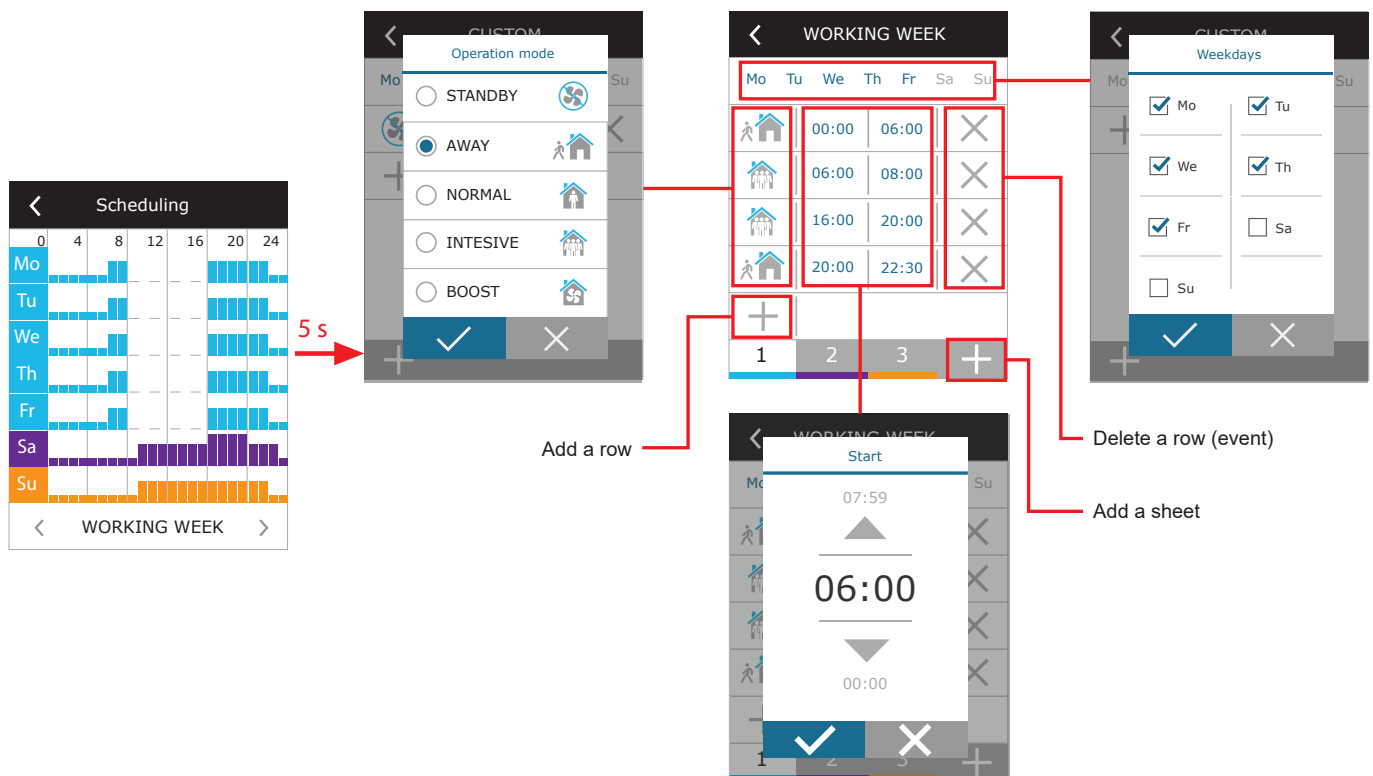 Scheduling
0 4 8 12 16 20 24
Mo
Tu
We
Th
Fr
Sa
Su
WORKING WEEK
5 s
CUSTOM
Operation mode
Mo
Su
STANDBY
AWAY
NORMAL
INTESIVE
BOOST
WORKING WEEK
Mo Tu We Th Fr Sa Su
00:00 06:00
06:00 08:00
16:00 20:00
20:00 22:30
1 2 3
Add a row
CUSTOM
Weekdays
Mo
Su
Mo Tu
We Th
Fr Sa
Su
Delete a row (event)
Add a sheet
WORKING WEEK
Start
Mo
Su
07:59
06:00
00:00
1 2 3